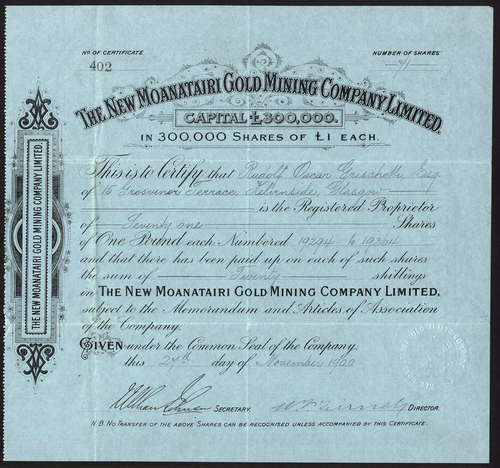 No OF CERTIFICATE. NUMBER OF SHARES
402 71
THE NEW MOANATAIRI GOLD MINING COMPANY LIMITED.
CAPITAL £300,000.
IN 300,000 SHARES OF £1 EACH.
This is to Certify that Rudolf Oscar Esq
of 15 Grosvenor Terrace, Kelvinside, Glasgow
is the Registered Proprietor
of Seventy one Shares
of One Pound each Numbered 19294 to 19364
and that there has been paid up on each of such shares
the sum of Twenty shillings
in THE NEW MOANATAIRI GOLD MINING COMPANY LIMITED,
subject to the Memorandum and Articles of Association
of the Company.
GIVEN under the Common Seal of the Company.
this 27th day of November 1900
SECRETARY. DIRECTOR.
N.B. NO TRANSFER OF THE ABOVE SHARES CAN BE RECOGNISED UNLESS ACCOMPANIED BY THIS CERTIFICATE.
THE NEW MOANATAIRI GOLD MINING COMPANY LIMITED.